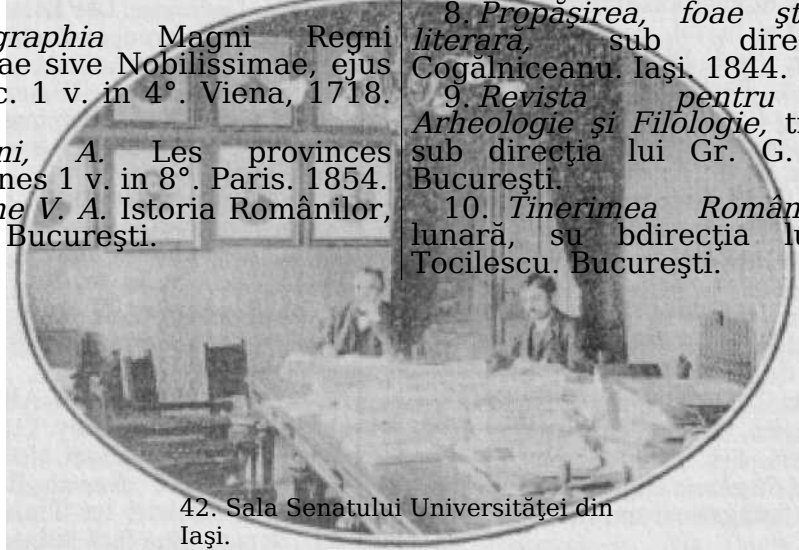 graphia Magni Regni
ae sive Nobilissimae, ejus
c. 1 v. in 4°. Viena, 1718.
ni, A. Les provinces
nes 1 v. in 8°. Paris. 1854.
ne V. A. Istoria Românilor,
Bucureşti.
8. Propăşirea, foae şt
literară, sub dire
Cogălniceanu. Iaşi. 1844.
9. Revista pentru
Arheologie şi Filologie, t
sub direcţia lui Gr. G.
Bucureşti.
10. Tinerimea Român
lunară, su bdirecţia lu
Tocilescu. Bucureşti.
42. Sala Senatului Universităţei din
Iaşi.